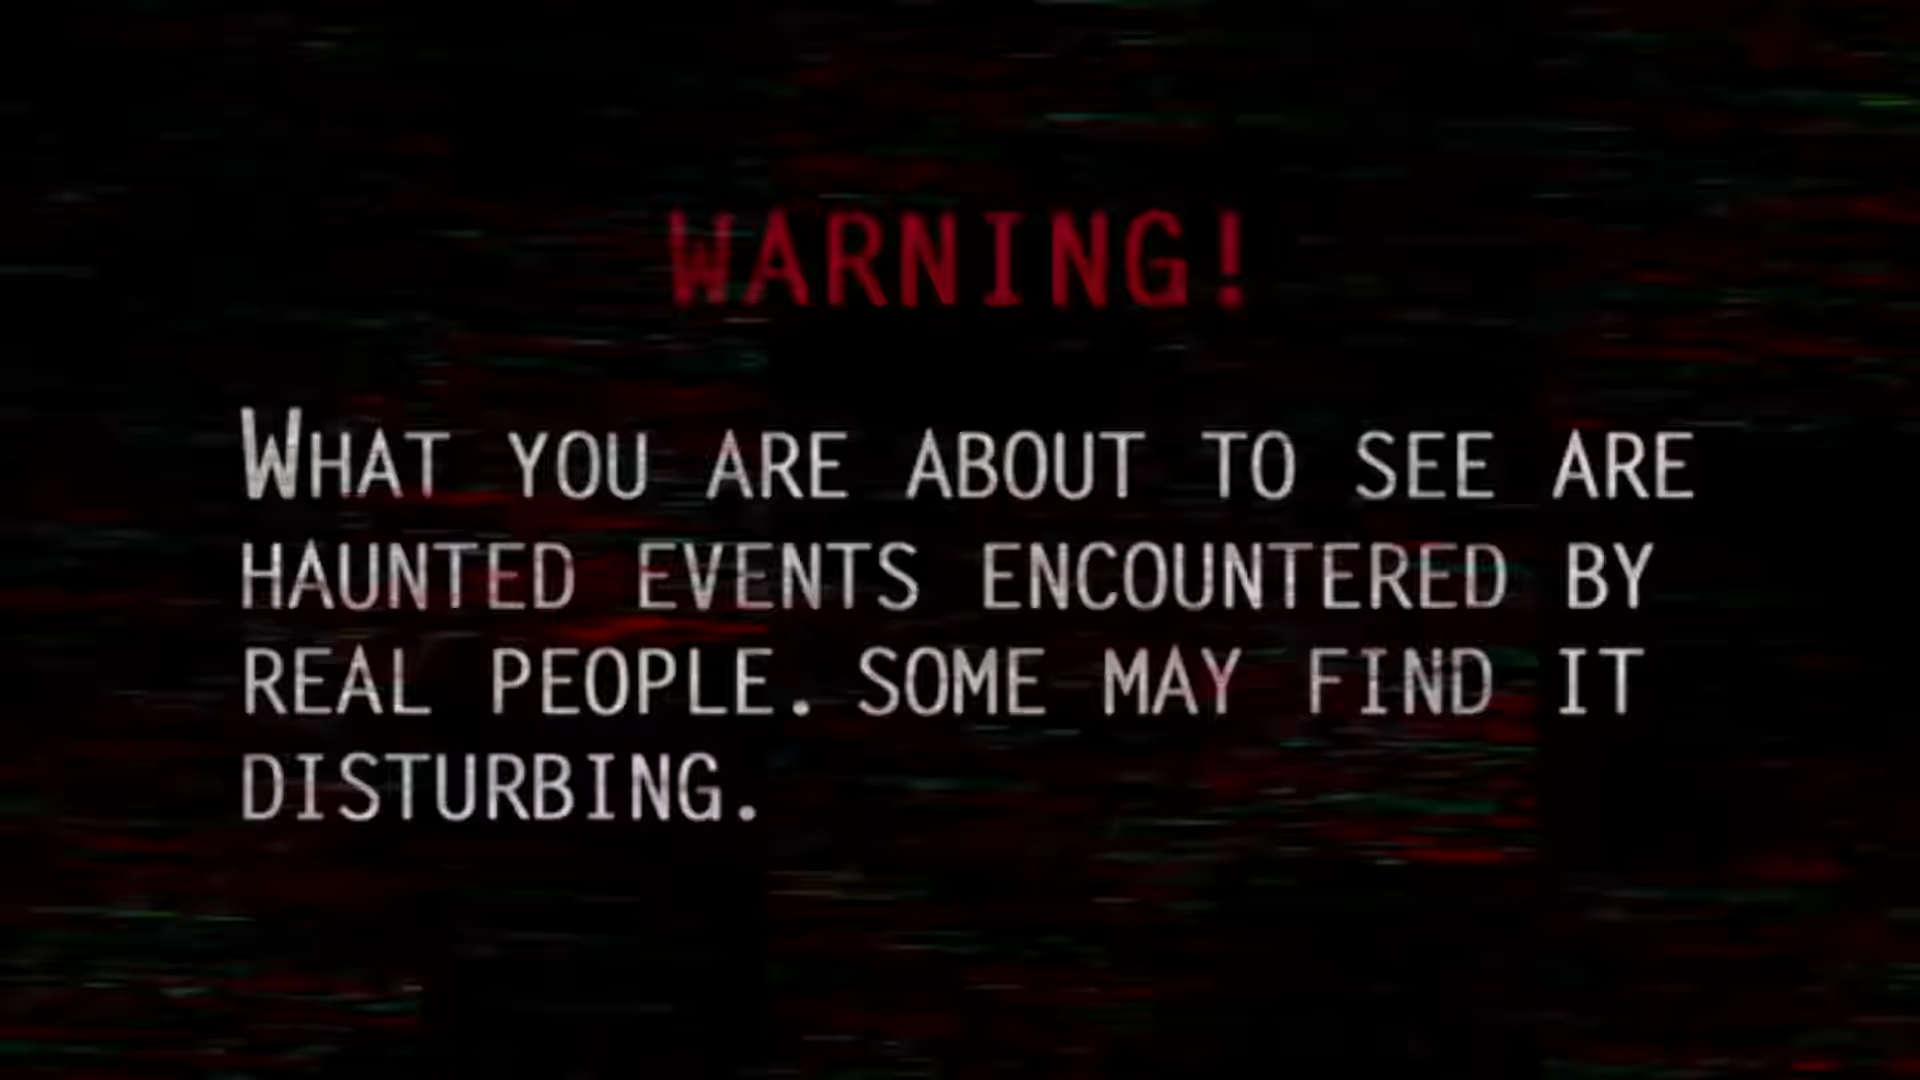 WARNING!
WHAT YOU ARE ABOUT TO SEE ARE
HAUNTED EVENTS ENCOUNTERED BY
REAL PEOPLE. SOME MAY FIND IT
DISTURBING.